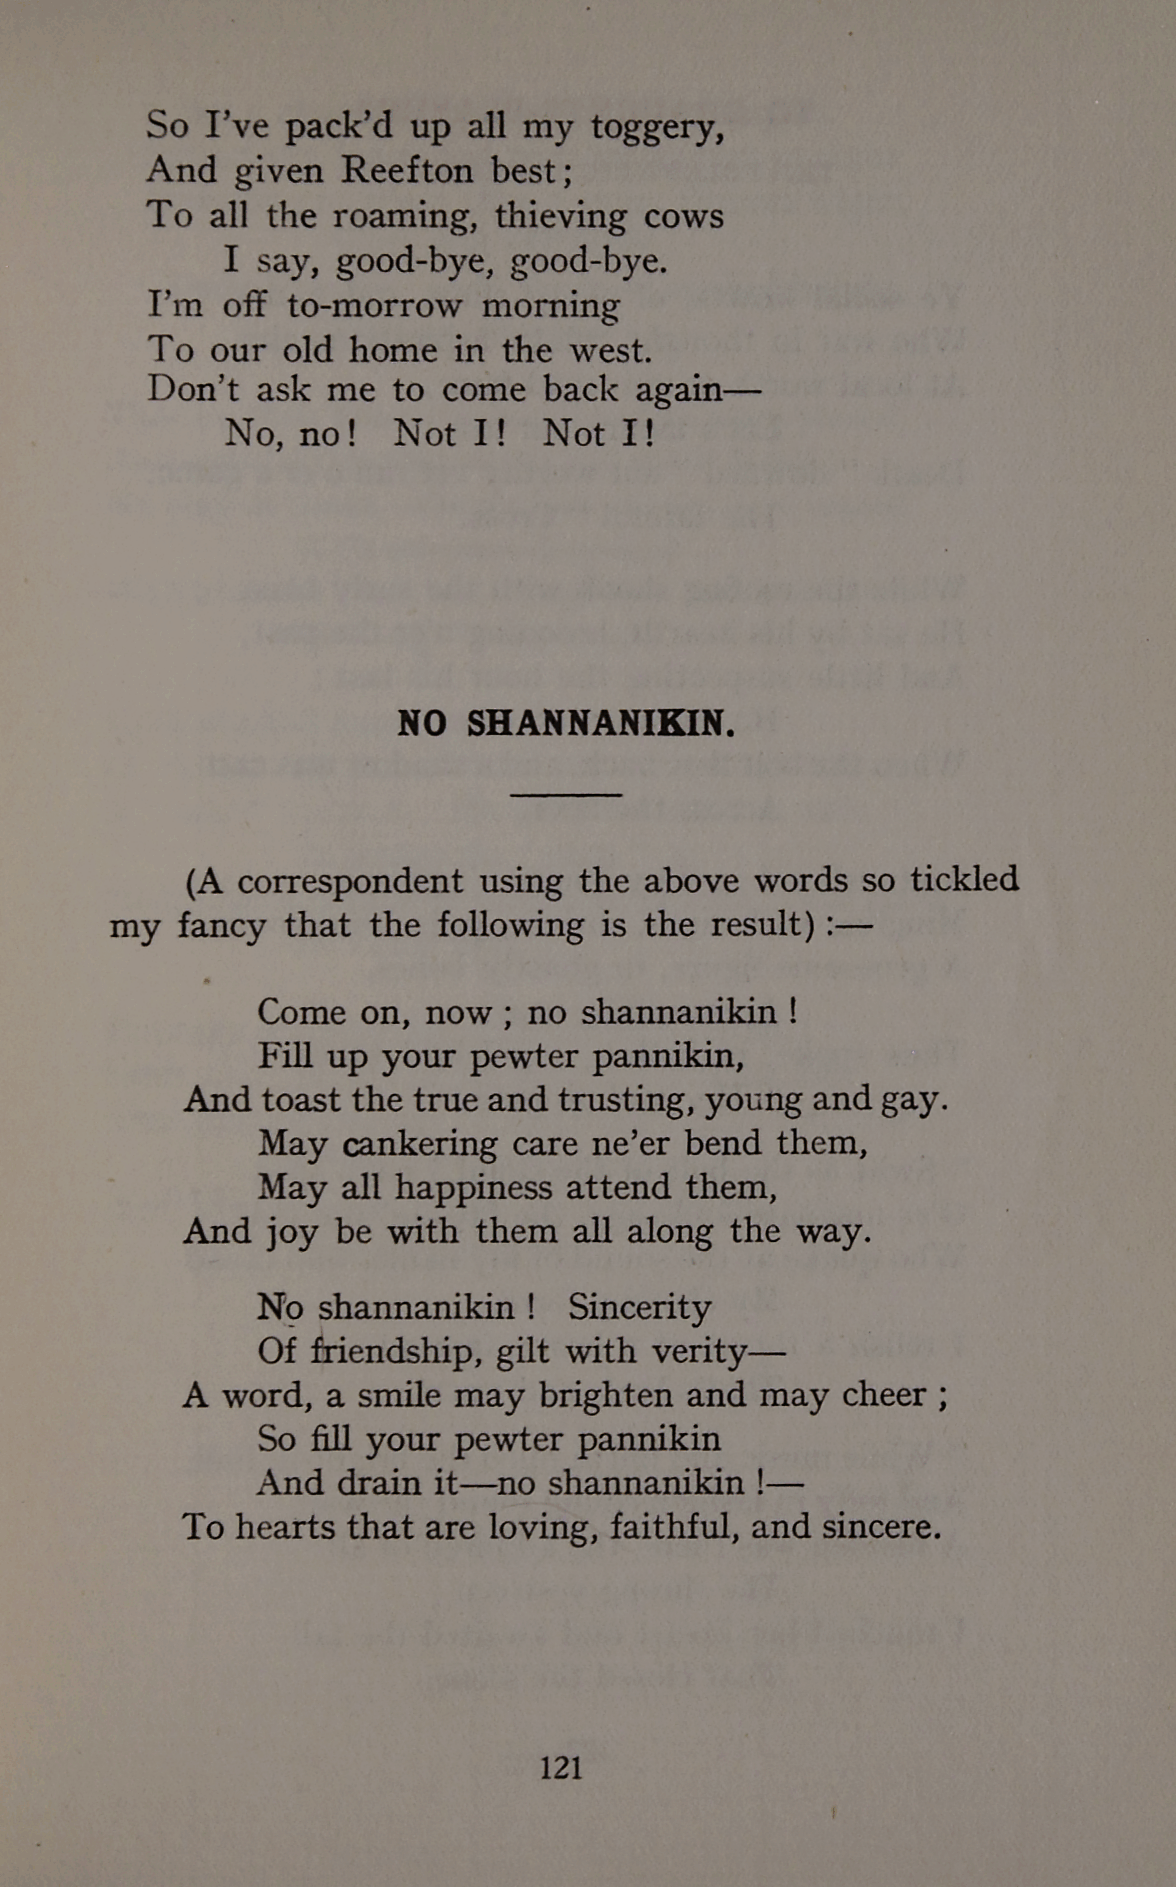 So I've pack'd up all my toggery,
And given Reefton best;
To all the roaming, thieving cows
I say, good-bye, good-bye.
I'm off to-morrow morning
To our old home in the west.
Don't ask me to come back again—
No, no! Not I! Not I!
NO SHANNANIKIN.
(A correspondent using the above words so tickled
my fancy that the following is the result) :—
Come on, now ; no shannanikin !
Fill up your pewter pannikin,
And toast the true and trusting, young and gay.
May cankering care ne'er bend them,
May all happiness attend them,
And joy be with them all along the way.
No shannanikin ! Sincerity
Of friendship, gilt with verity—
A word, a smile may brighten and may cheer ;
So fill your pewter pannikin
And drain it—no shannanikin !—
To hearts that are loving, faithful, and sincere.
121